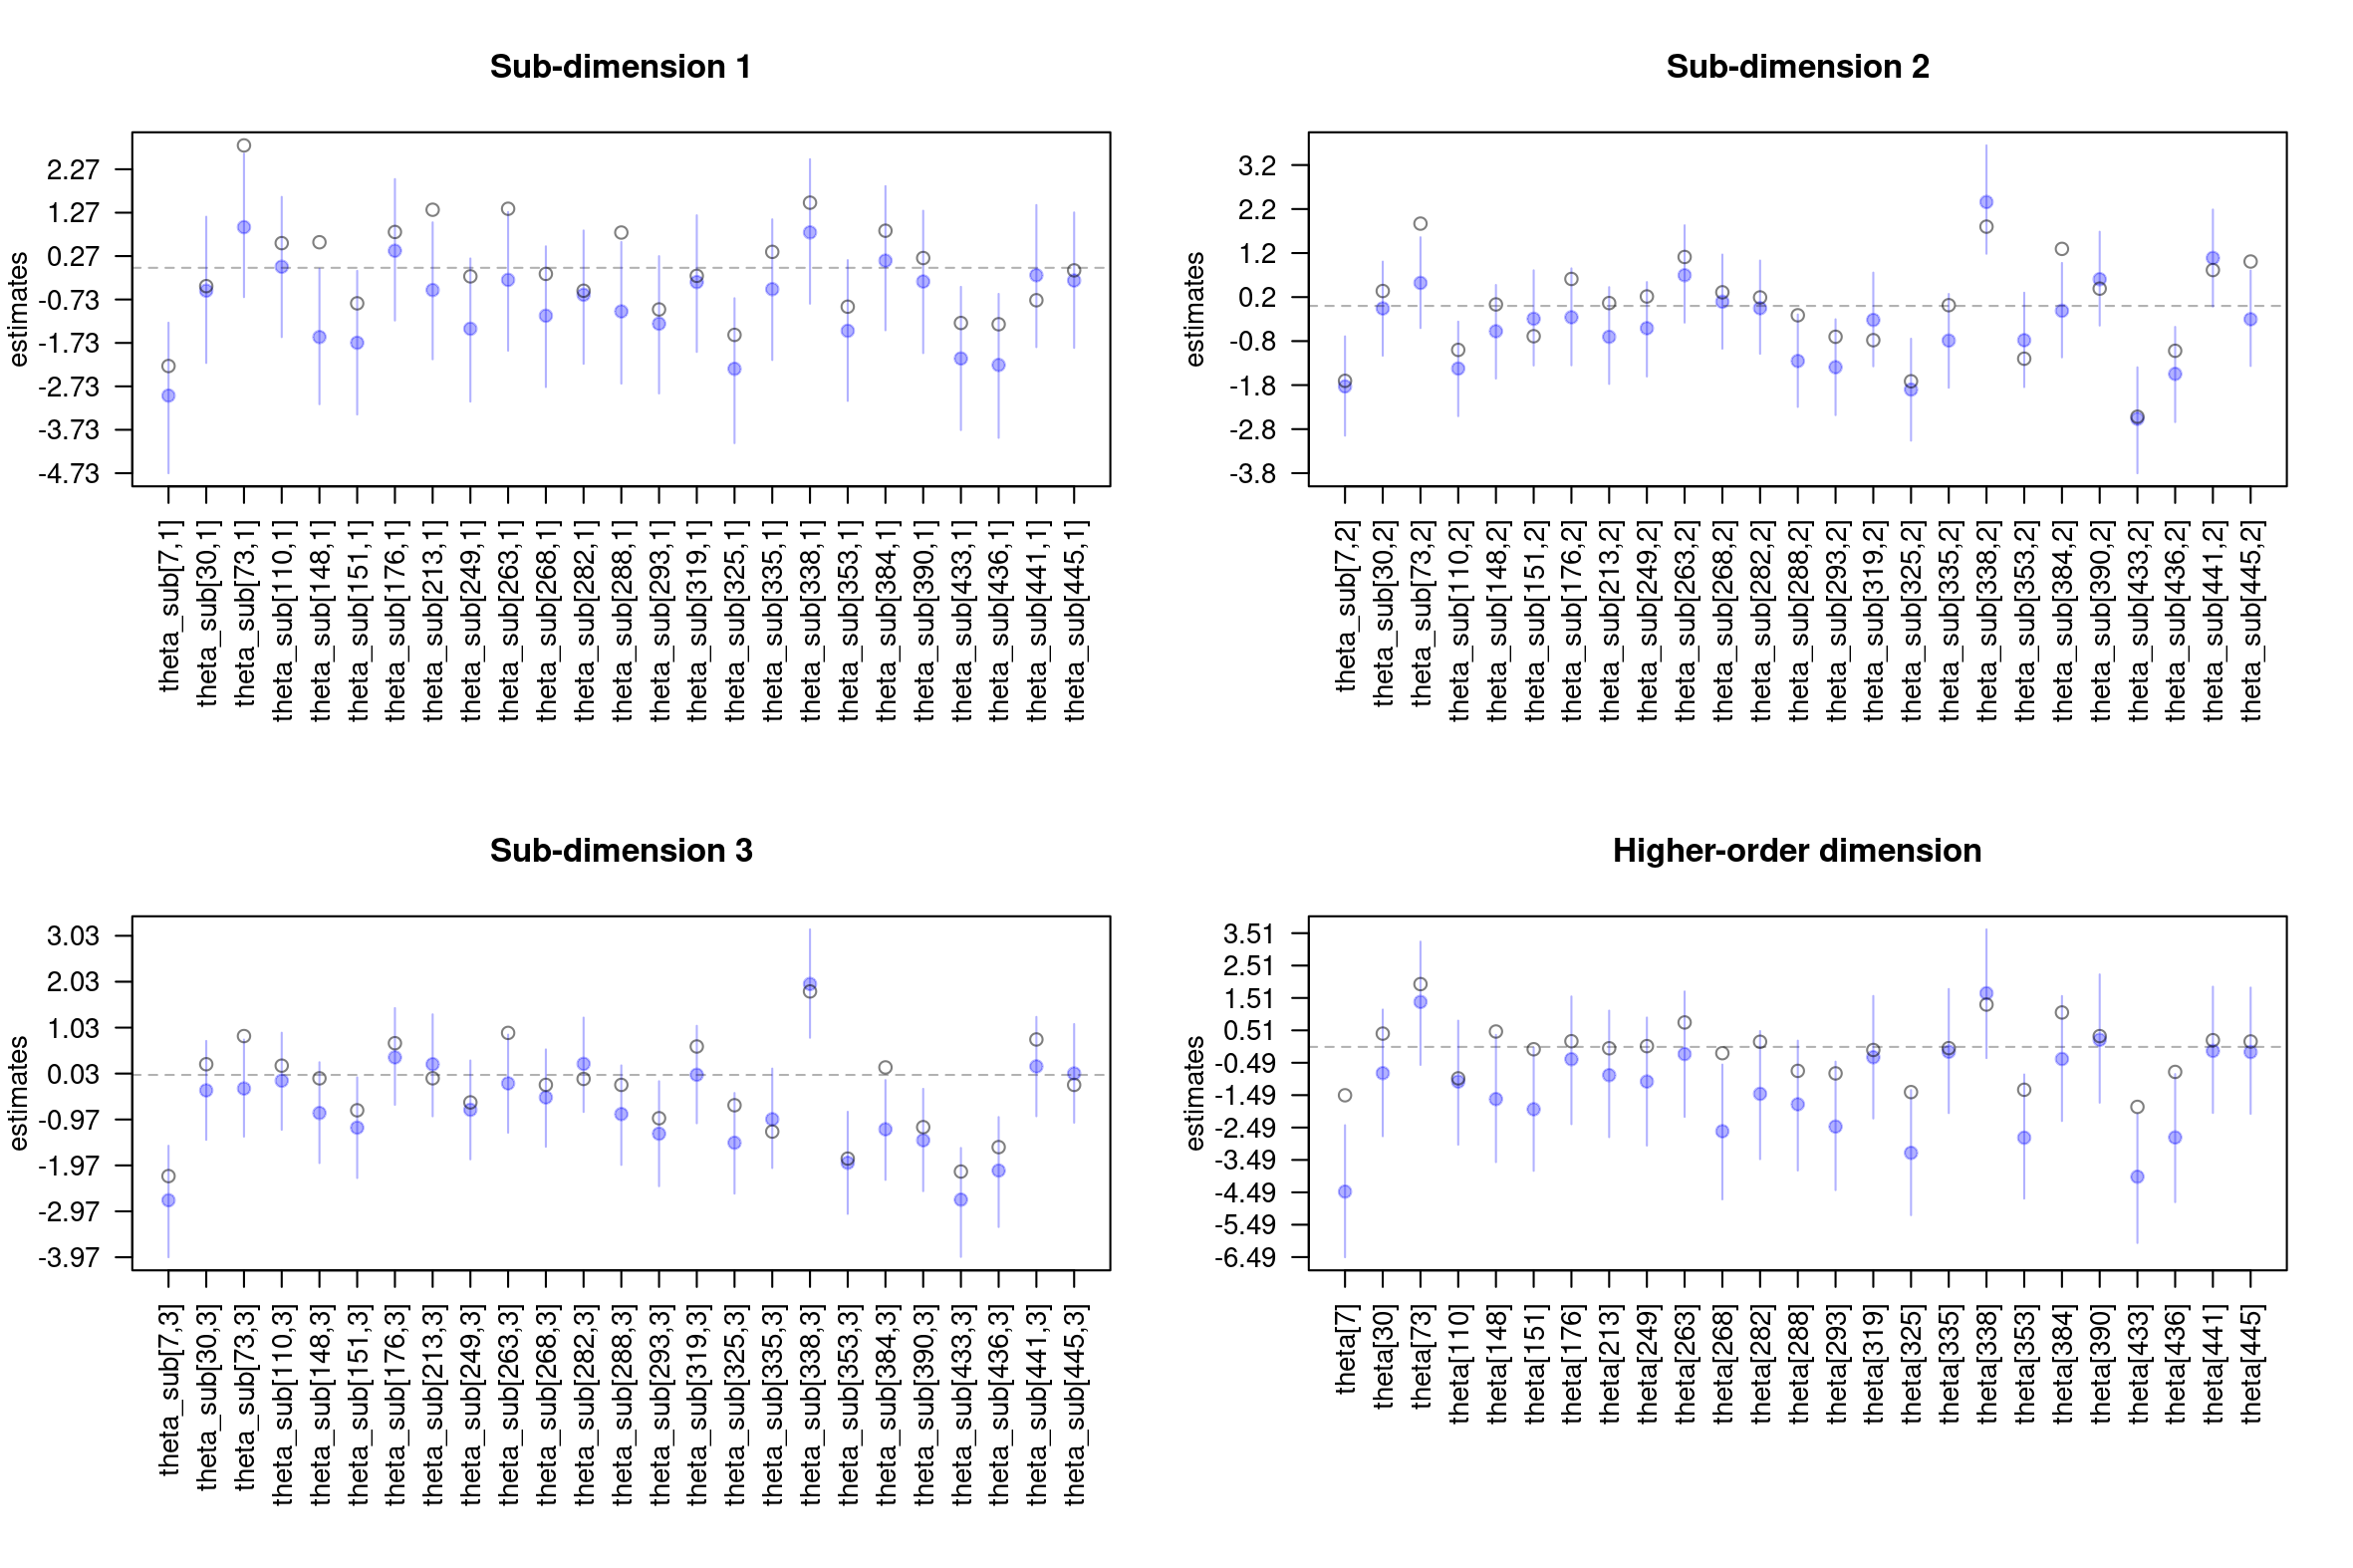 Sub-dimension 1
estimates
2.27
1.27
0.27
-0.73
-1.73
-2.73
-3.73
-4.73
theta_sub[7,1]
theta_sub[30,1]
theta_sub[73,1]
theta_sub[110,1]
theta_sub[148,1]
theta_sub[151,1]
theta_sub[176,1]
theta_sub[213,1]
theta_sub[249,1]
theta_sub[263,1]
theta_sub[268,1]
theta_sub[282,1]
theta_sub[288,1]
theta_sub[293,1]
theta_sub[319,1]
theta_sub[325,1]
theta_sub[335,1]
theta_sub[338,1]
theta_sub[353,1]
theta_sub[384,1]
theta_sub[390,1]
theta_sub[433,1]
theta_sub[436,1]
theta_sub[441,1]
theta_sub[445,1]
Sub-dimension 2
estimates
3.2
2.2
1.2
0.2
-0.8
-1.8
-2.8
-3.8
theta_sub[7,2]
theta_sub[30,2]
theta_sub[73,2]
theta_sub[110,2]
theta_sub[148,2]
theta_sub[151,2]
theta_sub[176,2]
theta_sub[213,2]
theta_sub[249,2]
theta_sub[263,2]
theta_sub[268,2]
theta_sub[282,2]
theta_sub[288,2]
theta_sub[293,2]
theta_sub[319,2]
theta_sub[325,2]
theta_sub[335,2]
theta_sub[338,2]
theta_sub[353,2]
theta_sub[384,2]
theta_sub[390,2]
theta_sub[433,2]
theta_sub[436,2]
theta_sub[441,2]
theta_sub[445,2]
Sub-dimension 3
estimates
3.03
2.03
1.03
0.03
-0.97
-1.97
-2.97
-3.97
theta_sub[7,3]
theta_sub[30,3]
theta_sub[73,3]
theta_sub[110,3]
theta_sub[148,3]
theta_sub[151,3]
theta_sub[176,3]
theta_sub[213,3]
theta_sub[249,3]
theta_sub[263,3]
theta_sub[268,3]
theta_sub[282,3]
theta_sub[288,3]
theta_sub[293,3]
theta_sub[319,3]
theta_sub[325,3]
theta_sub[335,3]
theta_sub[338,3]
theta_sub[353,3]
theta_sub[384,3]
theta_sub[390,3]
theta_sub[433,3]
theta_sub[436,3]
theta_sub[441,3]
theta_sub[445,3]
Higher-order dimension
estimates
3.51
2.51
1.51
0.51
-0.49
-1.49
-2.49
-3.49
-4.49
-5.49
-6.49
theta[7]
theta[30]
theta[73]
theta[110]
theta[148]
theta[151]
theta[176]
theta[213]
theta[249]
theta[263]
theta[268]
theta[282]
theta[288]
theta[293]
theta[319]
theta[325]
theta[335]
theta[338]
theta[353]
theta[384]
theta[390]
theta[433]
theta[436]
theta[441]
theta[445]